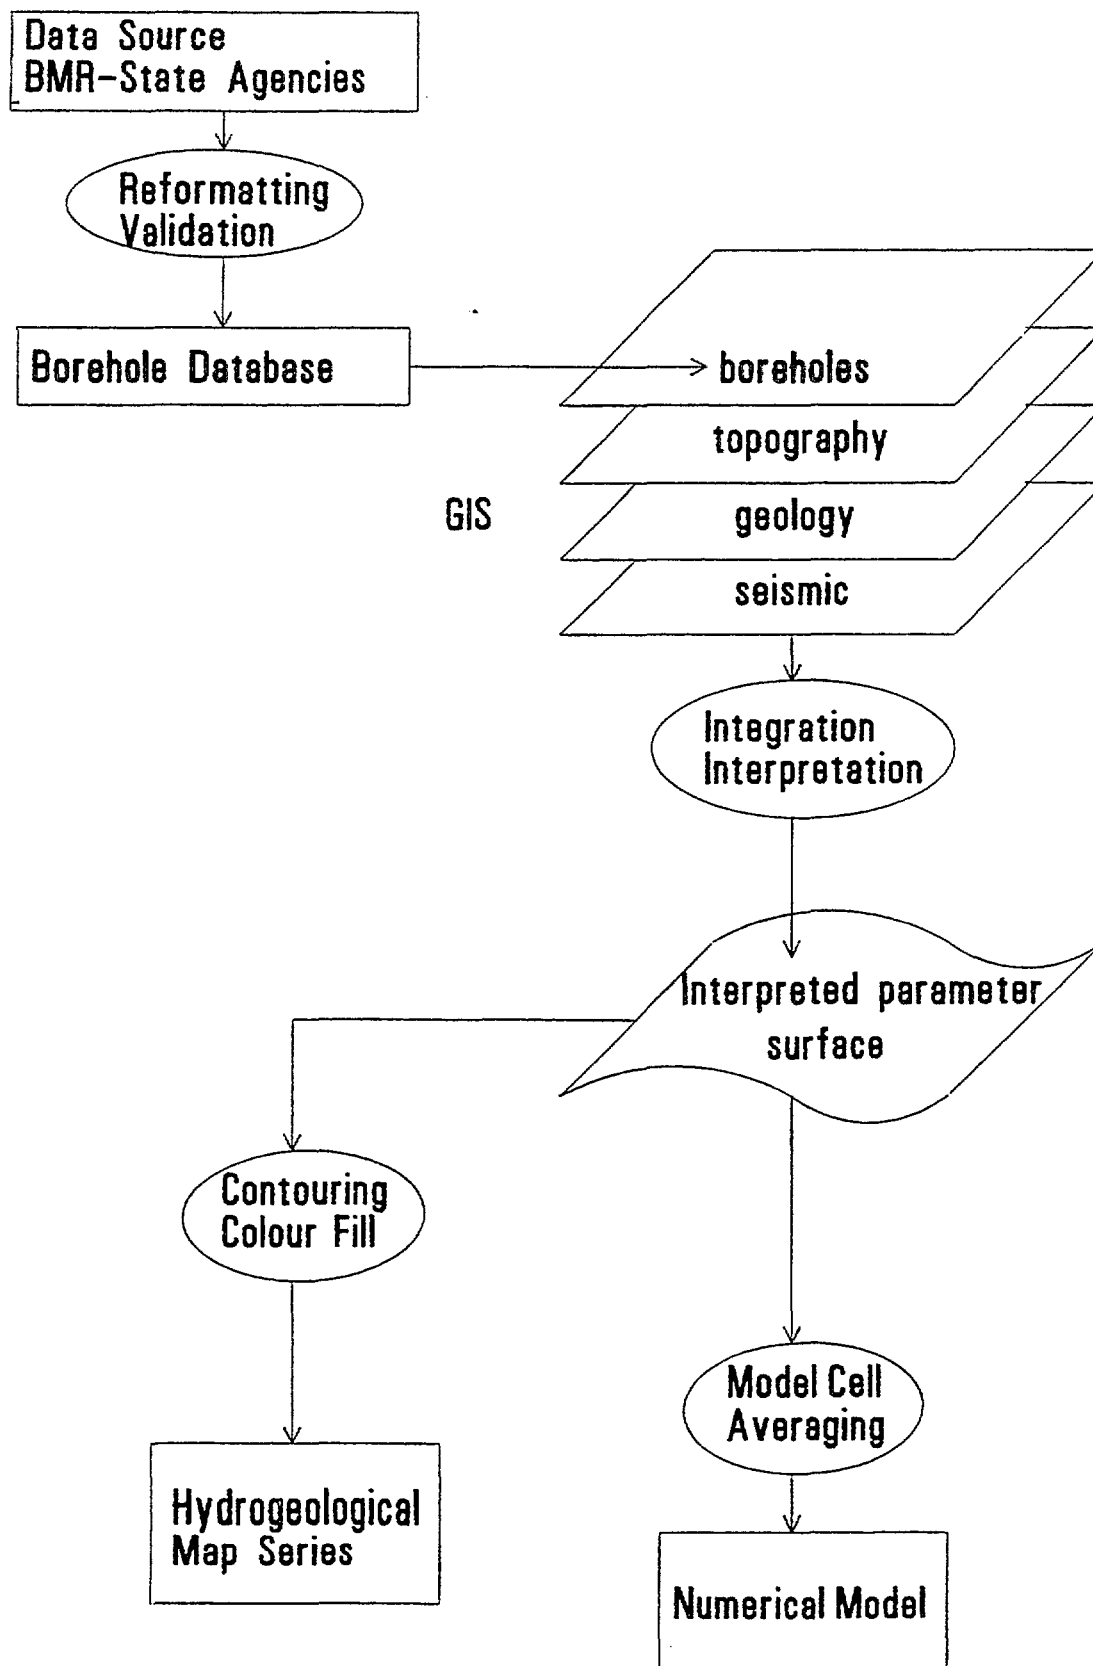 Data Source
BMR-State Agencies
Reformatting
Validation
Borehole Database
boreholes
topography
GIS
geology
seismic
Integration
Interpretation
Interpreted parameter
surface
Contouring
Colour Fill
Model Cell
Averaging
Hydrogeological
Map Series
Numerical Model